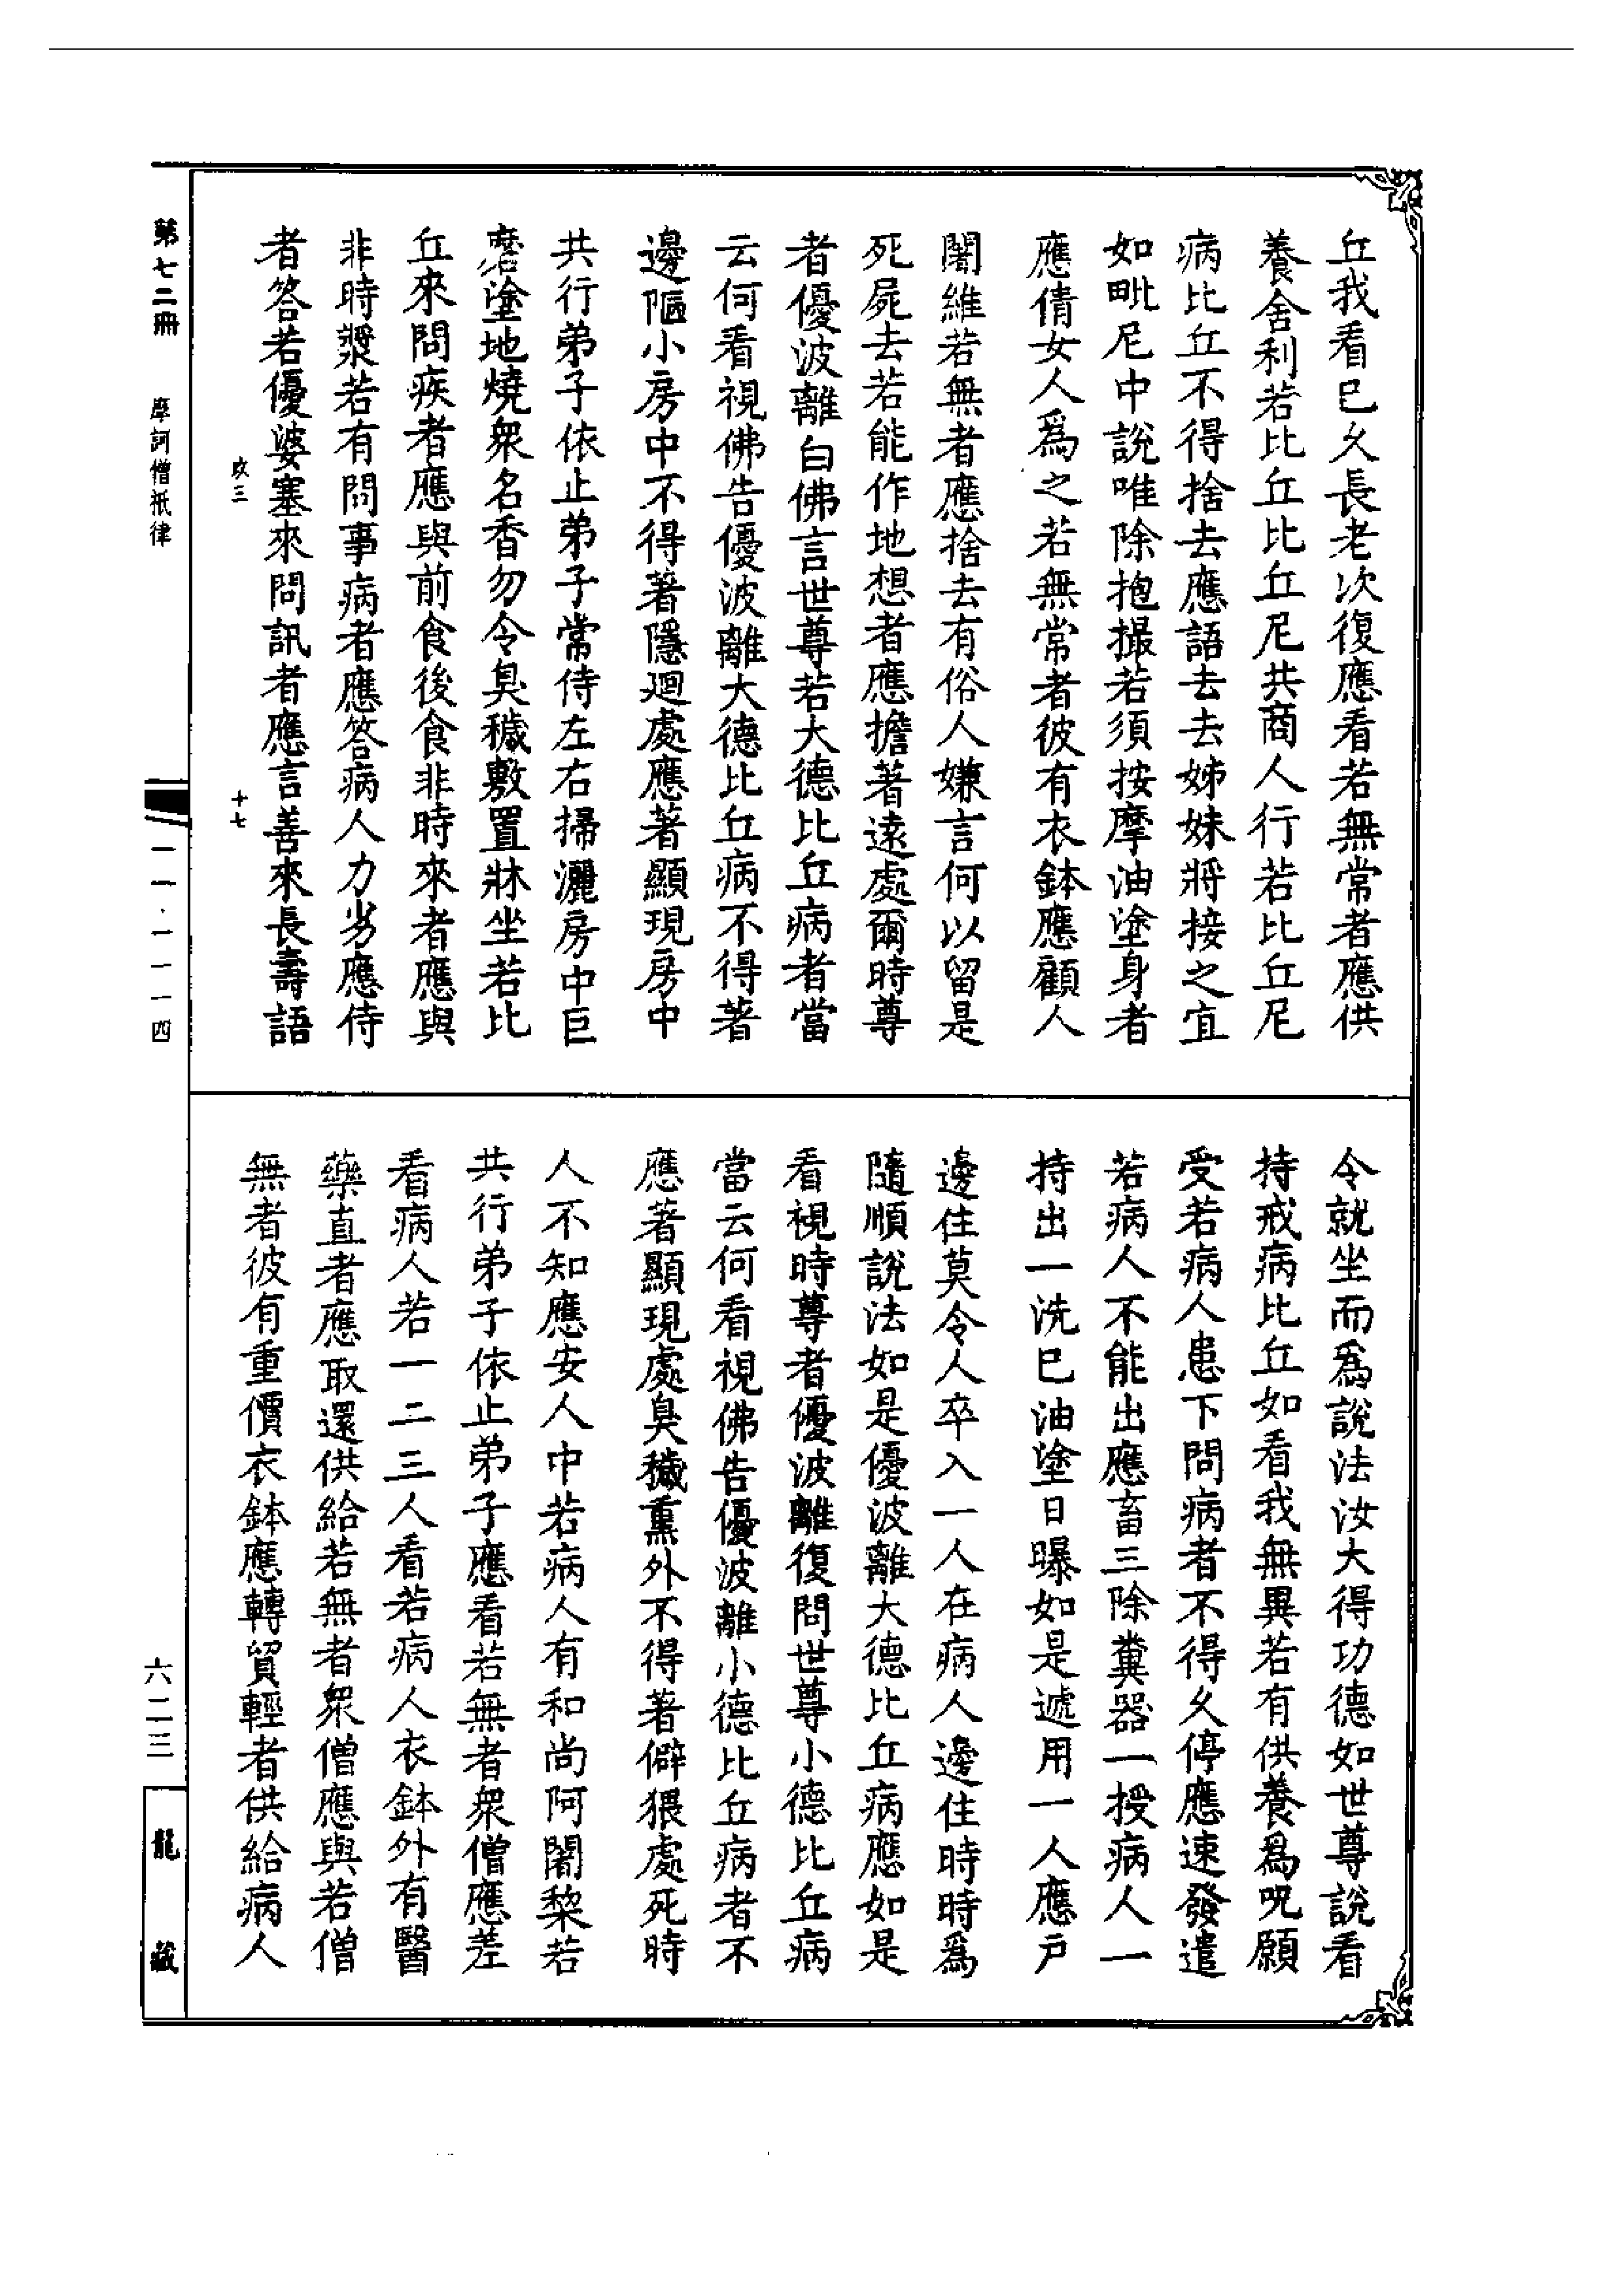 丘我看已久長老次復應看若無常者應供
養舍利若比丘比丘尼共商人行若比丘尼
病比丘不得捨去應語去去姊妹將接之宜
如毗尼中說唯除抱撮若須按摩油塗身者
應倩女人爲之若無常者彼有衣鉢應顧人
闍維若無者應捨去有俗人嫌言何以留是
死屍去若能作地想者應擔著遠處爾時尊
者優波離白佛言世尊若大德比丘病者當
云何看視佛告優波離大德比丘病不得著
邊陋小房中不得著隱迴處應著顯現房中
共行弟子依止弟子常侍左右掃灑房中巨
磨塗地燒衆名香勿令臭穢敷置牀坐若比
丘來問疾者應與前食後食非時來者應與
非時漿若有問事病者應答病人力劣應侍
者答若優婆塞來問訊者應言善來長壽語
令就坐而爲說法汝大得功德如世尊說看
持戒病比丘如看我無異若有供養爲呪願
受若病人患下問病者不得久停應速發遣
若病人不能出應畜三除糞器一授病人一
持出一洗已油塗日曝如是遞用一人應戶
邊住莫令人卒入一人在病人邊住時時爲
隨順說法如是優波離大德比丘病應如是
看視時尊者優波離復問世尊小德比丘病
當云何看視佛告優波離小德比丘病者不
應著顯現處臭穢熏外不得著僻猥處死時
人不知應安人中若病人有和尚阿闍黎若
共行弟子依止弟子應看若無者衆僧應差
看病人若一二三人看若病人衣鉢外有醫
藥直者應取還供給若無者衆僧應與若僧
無者彼有重價衣鉢應轉貿輕者供給病人
攻三
十七
第七二冊
摩訶僧祇律
一一·一一一四
六二三
龍藏